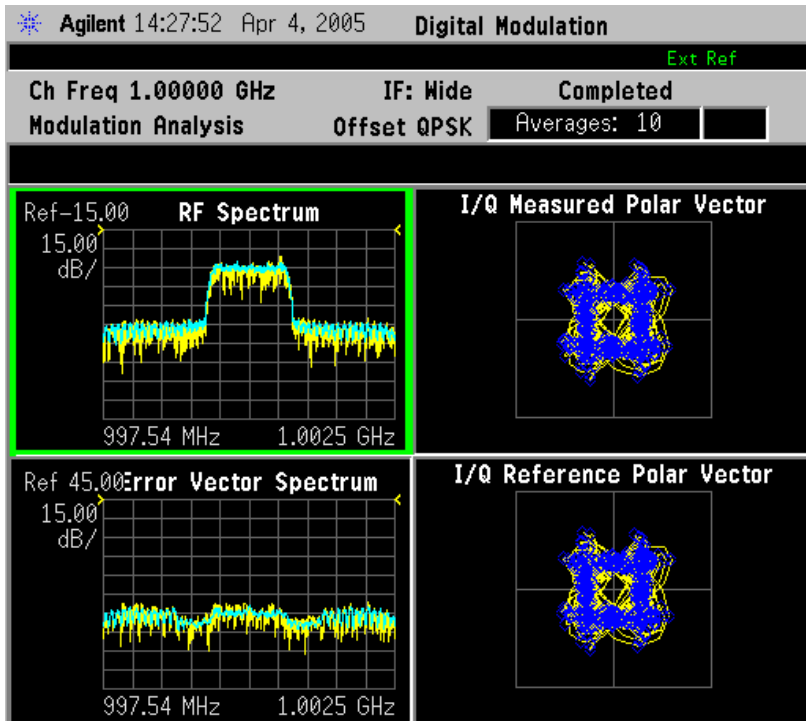 Agilent 14:27:52 Apr 4, 2005 Digital Modulation
Ext Ref
Ch Freq 1.00000 GHz IF: Wide Completed
Modulation Analysis Offset QPSK Averages: 10
Ref-15.00 RF Spectrum
15.00
dB/
997.54 MHz 1.0025 GHz
I/Q Measured Polar Vector
Ref 45.00 Error Vector Spectrum
15.00
dB/
997.54 MHz 1.0025 GHz
I/Q Reference Polar Vector